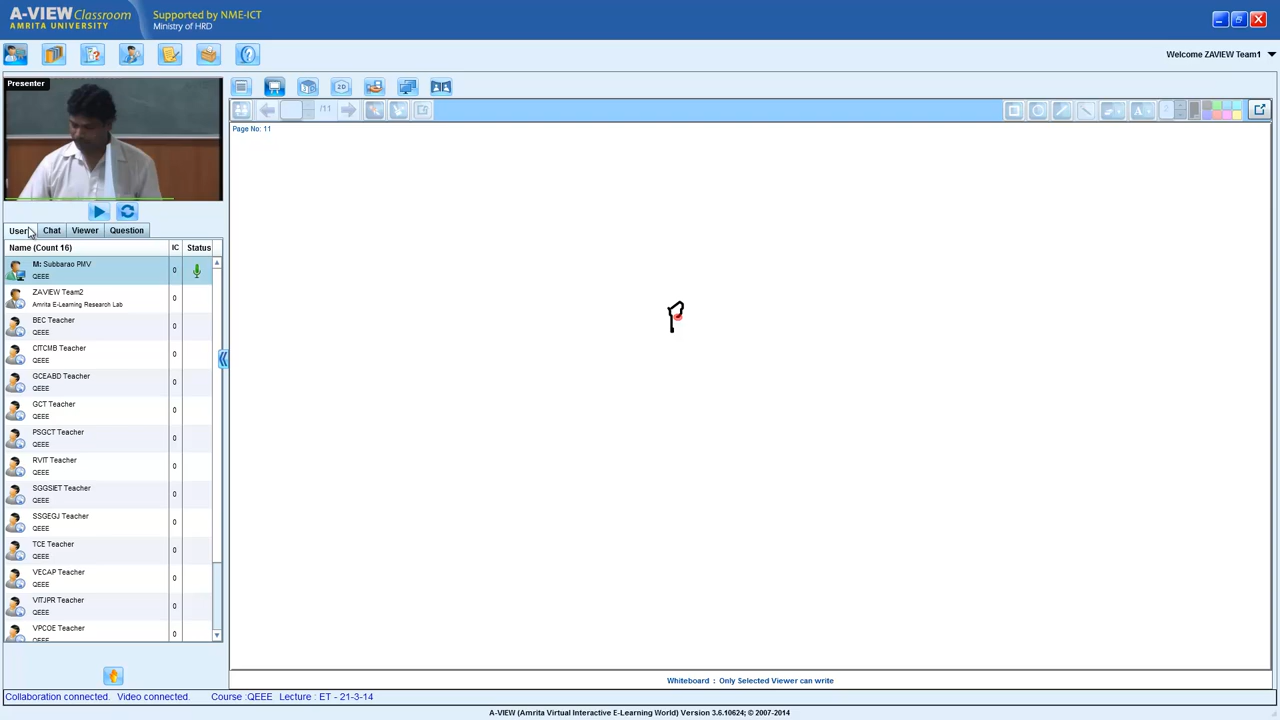 A-VIEW Classroom
AMRITA UNIVERSITY
Supported by NME-ICT
Ministry of HRD
Welcome ZAVIEW Team1
Presenter
2D
/11
A
Page No: 11
User
Chat
Viewer
Question
Name (Count 16) IC Status
M: Subbarao PMV
QEEE
0
ZAVIEW Team2
Amrita E-Learning Research Lab
0
BEC Teacher
QEEE
0
CITCMB Teacher
QEEE
0
GCEABD Teacher
QEEE
0
GCT Teacher
QEEE
0
PSGCT Teacher
QEEE
0
RVIT Teacher
QEEE
0
SGGSIET Teacher
QEEE
0
SSGEGJ Teacher
QEEE
0
TCE Teacher
QEEE
0
VECAP Teacher
QEEE
0
VITJPR Teacher
QEEE
0
VPCOE Teacher
QEEE
0
P
Whiteboard : Only Selected Viewer can write
Collaboration connected. Video connected. Course :QEEE Lecture : ET - 21-3-14
A-VIEW (Amrita Virtual Interactive E-Learning World) Version 3.6.10624; © 2007-2014